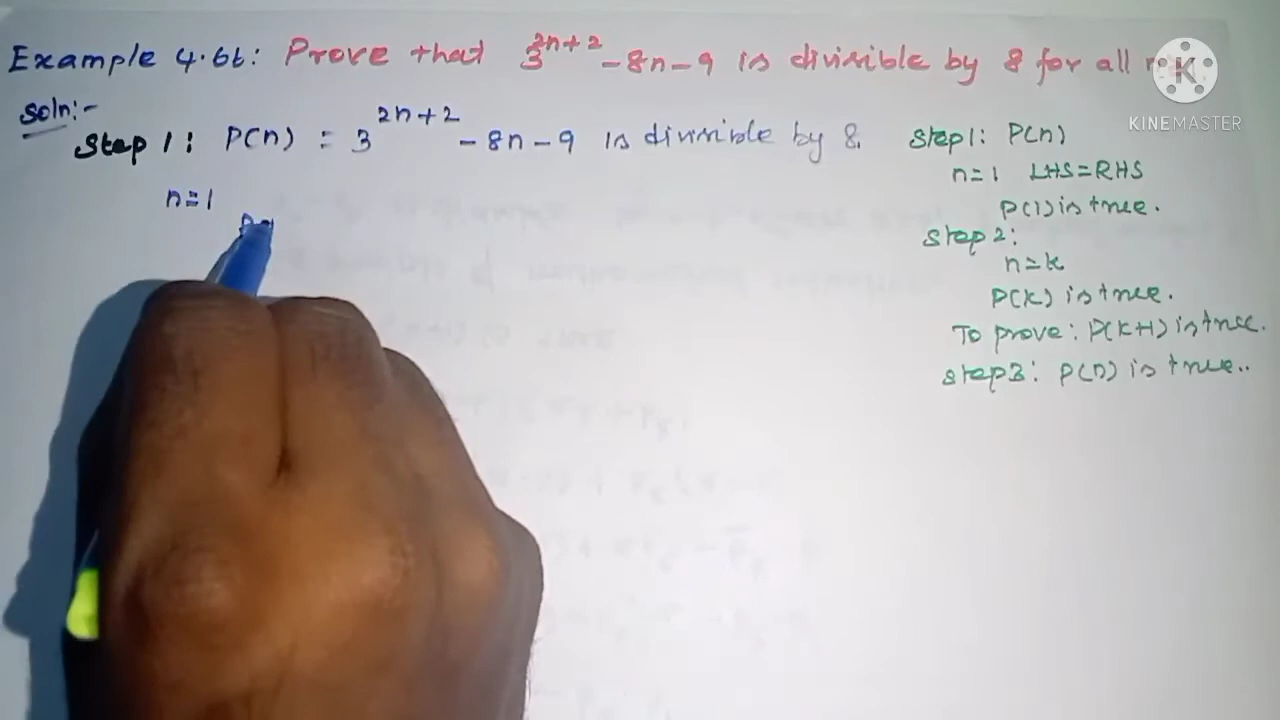 Example 4.66: Prove that 3^{2n+2} - 8n - 9 is divisible by 8 for all
Soln:-
Step 1: P(n) : 3^{2n+2} - 8n - 9 is divisible by 8.
n=1
Step1: P(n)
n=1 LHS=RHS
P(1) is true.
Step 2:
n=k
P(k) is true.
To prove: P(k+1) is true.
Step3: P(n) is true..
K
KINEMASTER